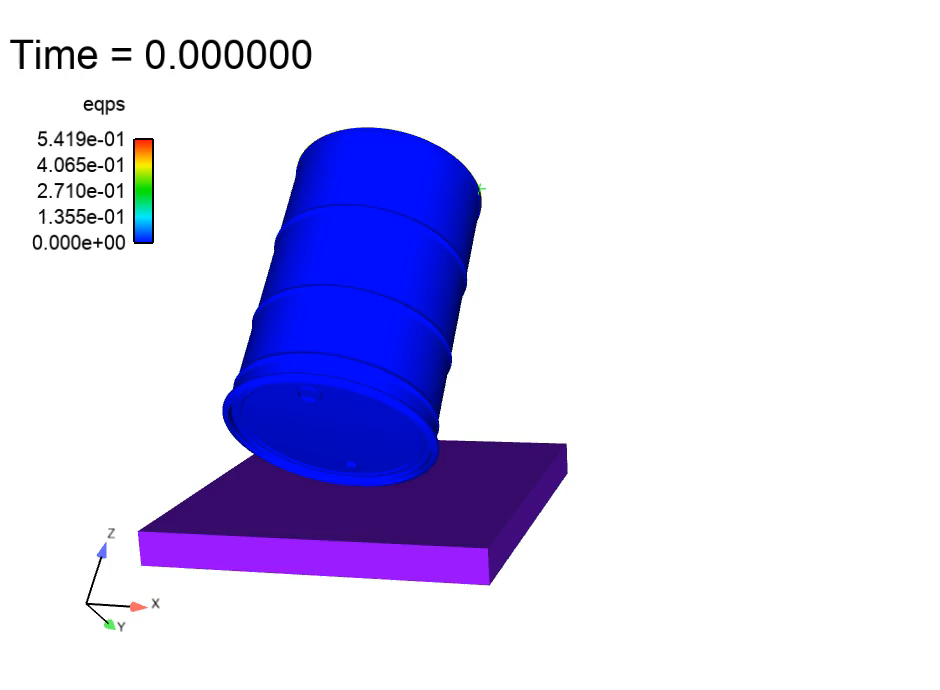 Time = 0.000000
eqps
5.419e-01
4.065e-01
2.710e-01
1.355e-01
0.000e+00
Z
X
Y